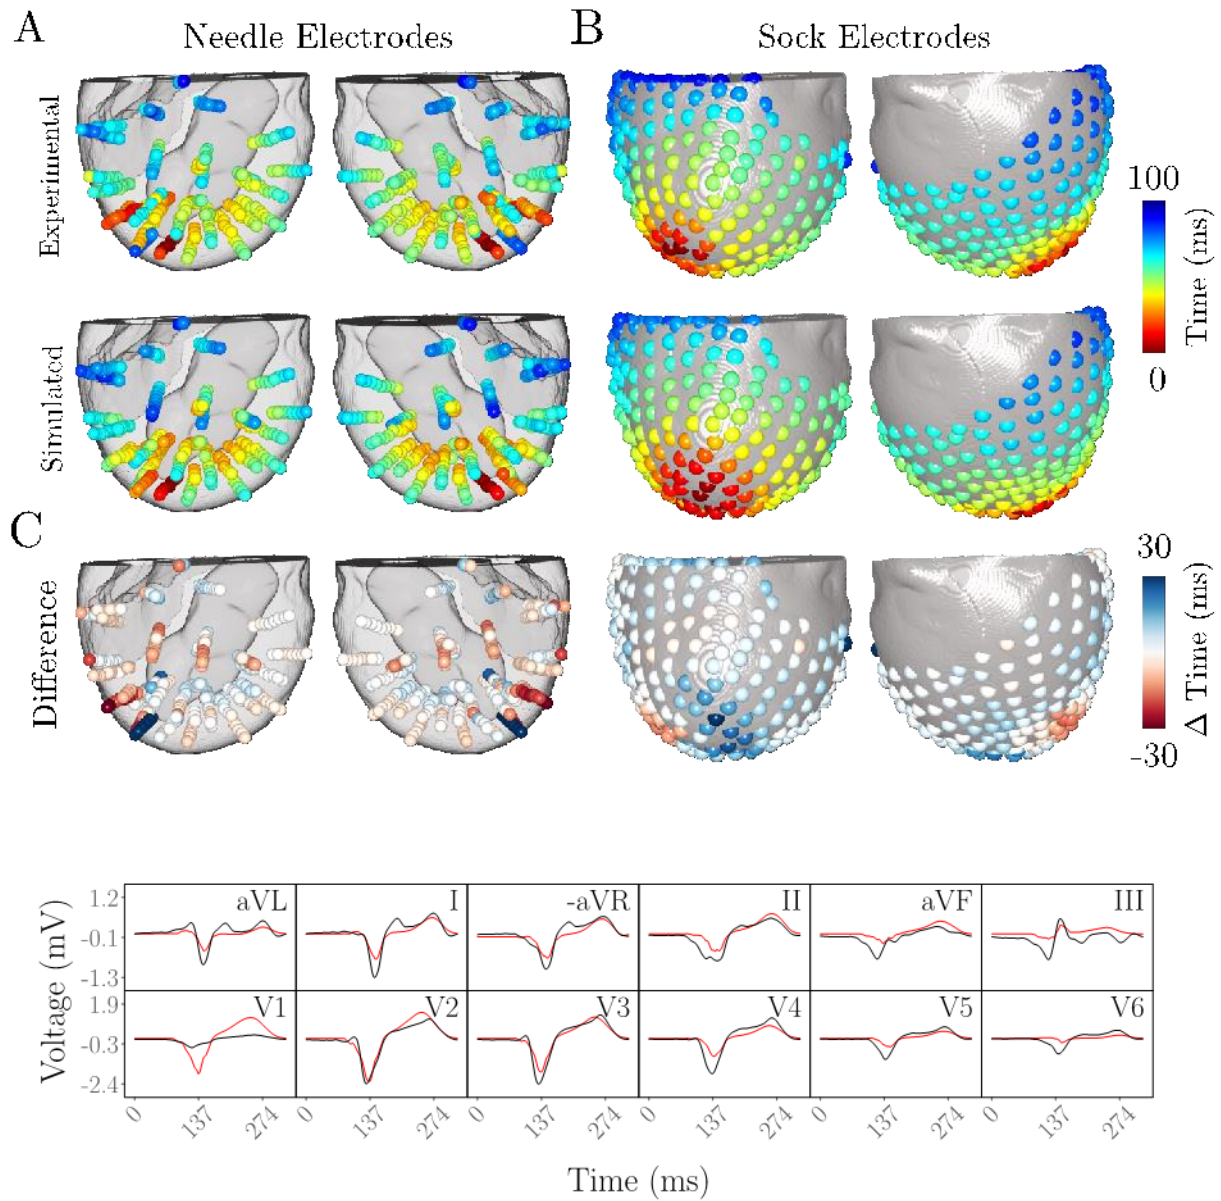 A Needle Electrodes B Sock Electrodes
Experimental
100
Time (ms)
0
Simulated
C
Difference
30
Δ Time (ms)
-30
Voltage (mV)
1.2
-0.1
-1.3
aVL I -aVR II aVF III
1.9
-0.3
-2.4
V1 V2 V3 V4 V5 V6
0 137 274 0 137 274 0 137 274 0 137 274 0 137 274 0 137 274
Time (ms)